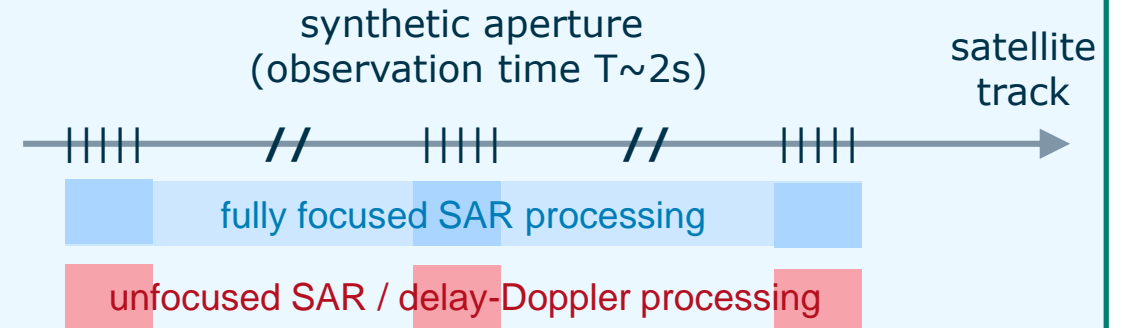 synthetic aperture
(observation time T~2s)
satellite
track
fully focused SAR processing
unfocused SAR / delay-Doppler processing